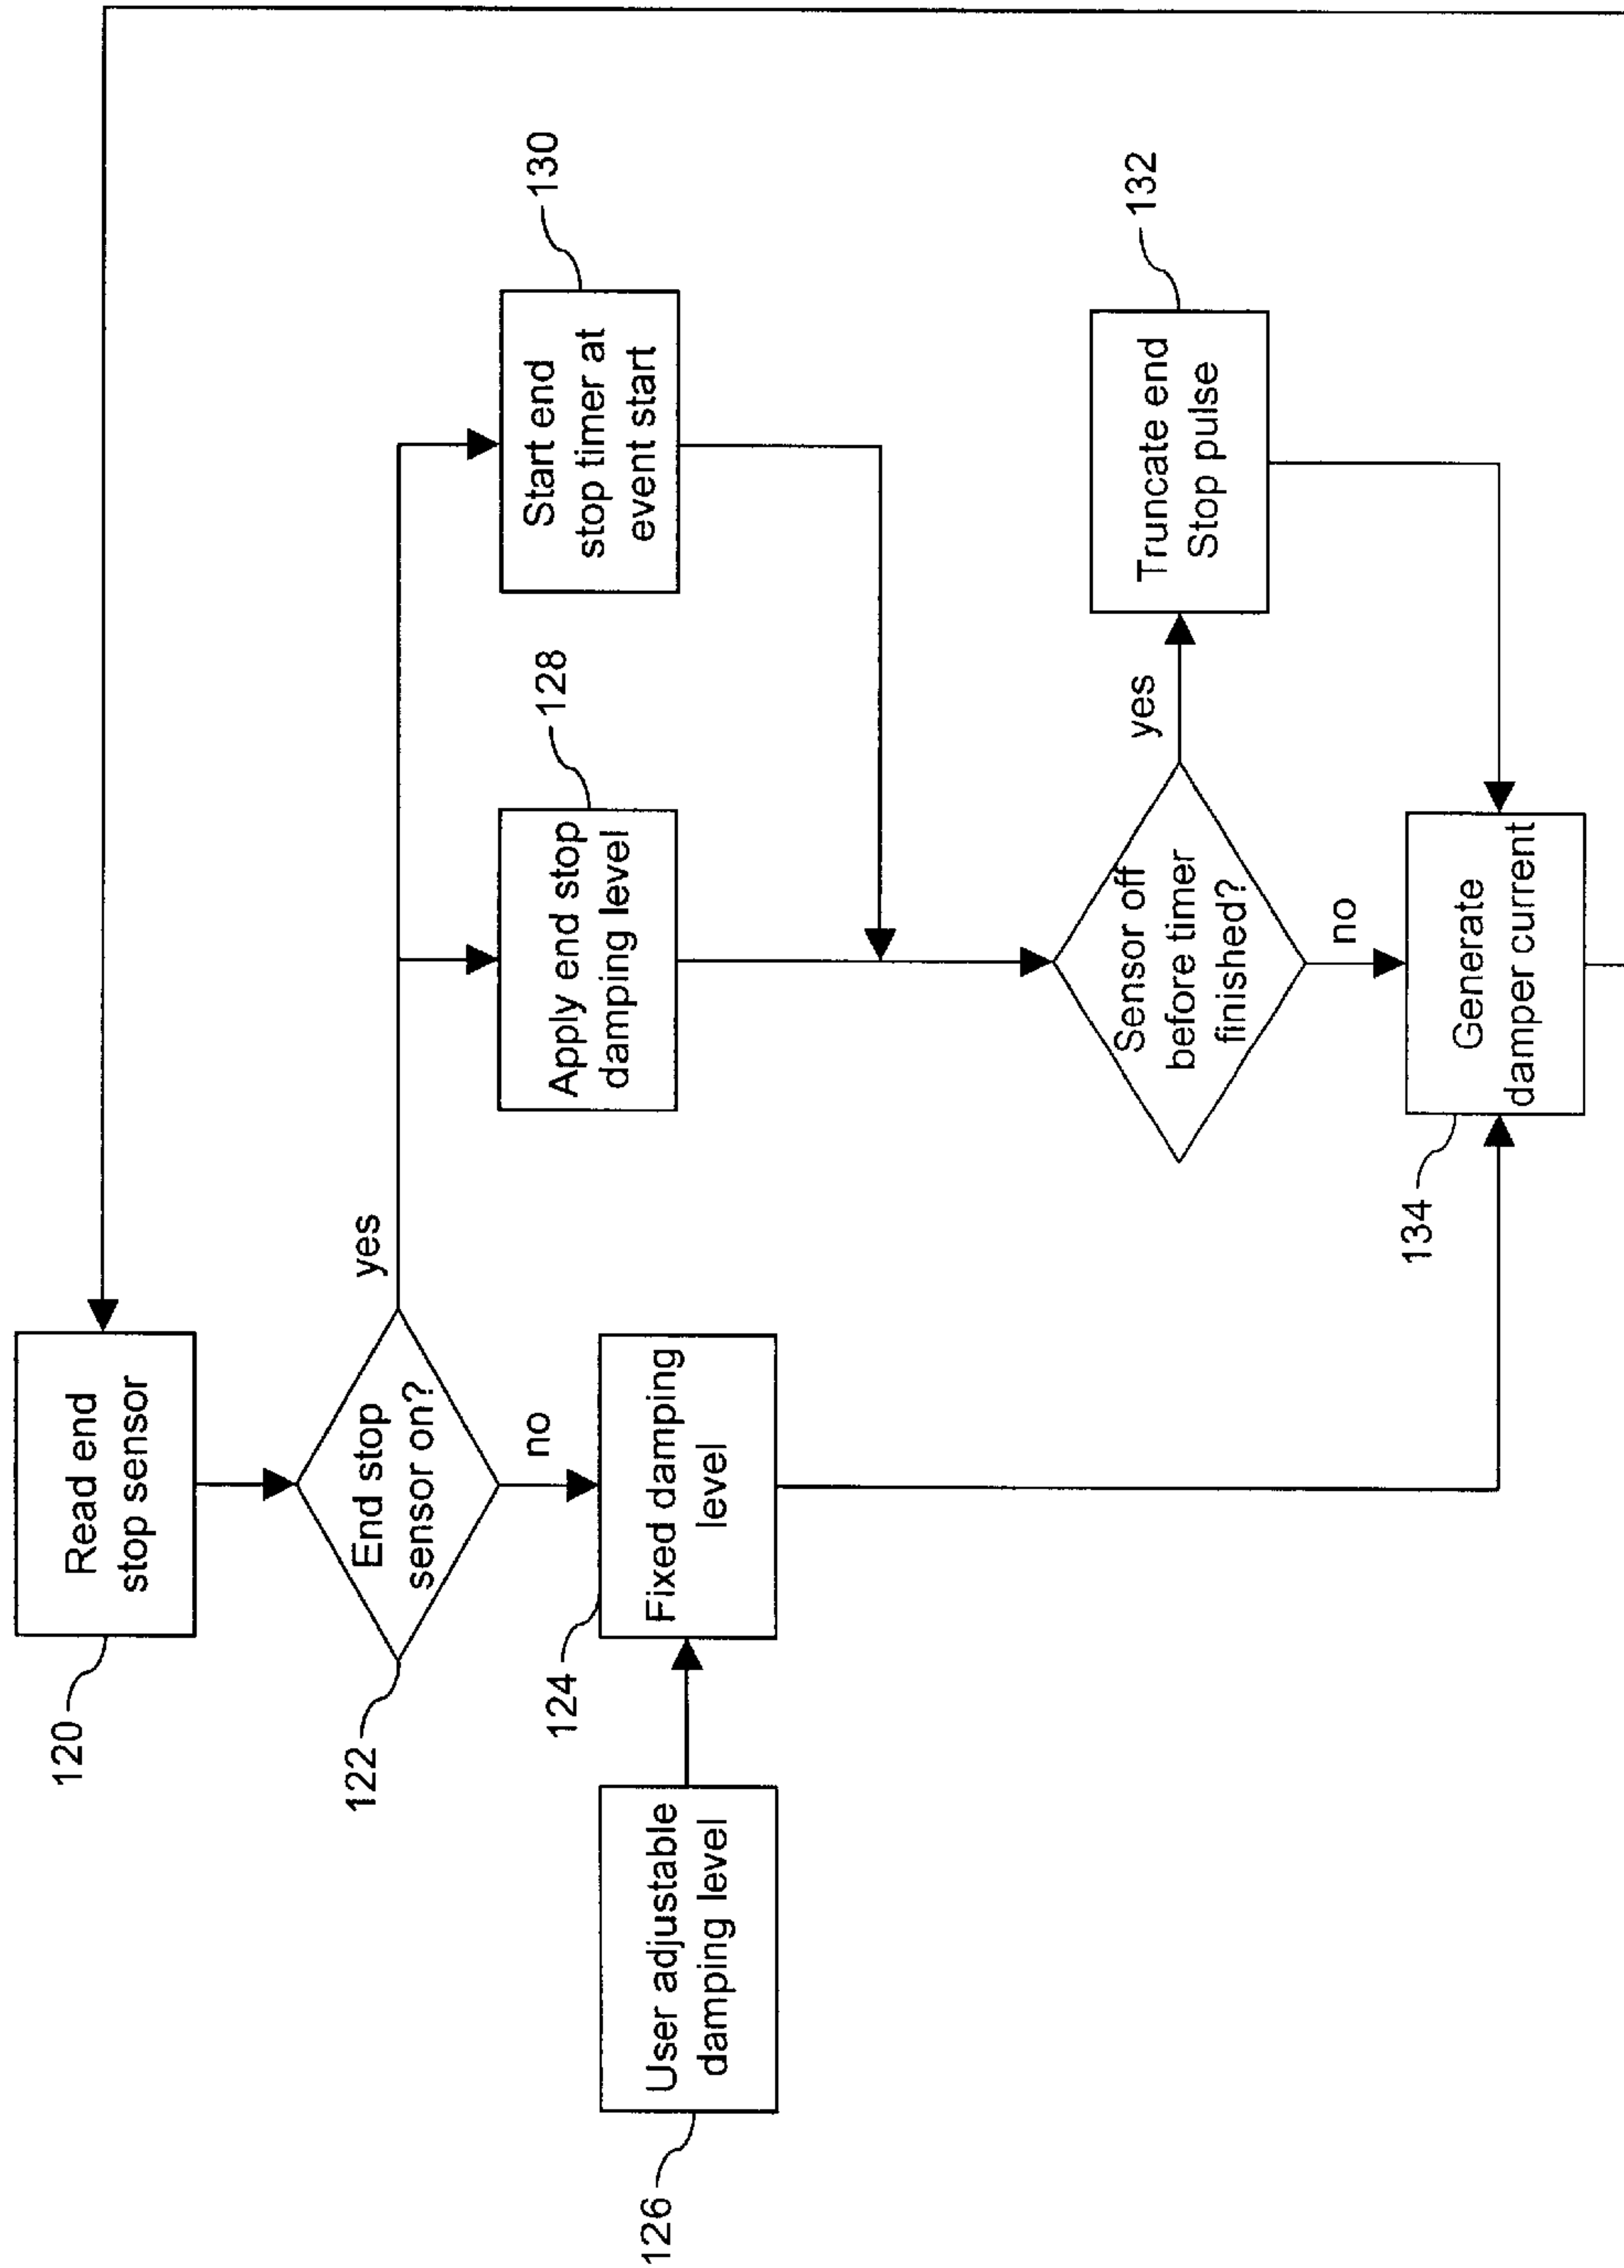 120
Read end
stop sensor
122
End stop
sensor on?
yes
no
126
User adjustable
damping level
124
Fixed damping
level
128
Apply end stop
damping level
130
Start end
stop timer at
event start
Sensor off
before timer
finished?
yes
no
132
Truncate end
Stop pulse
134
Generate
damper current